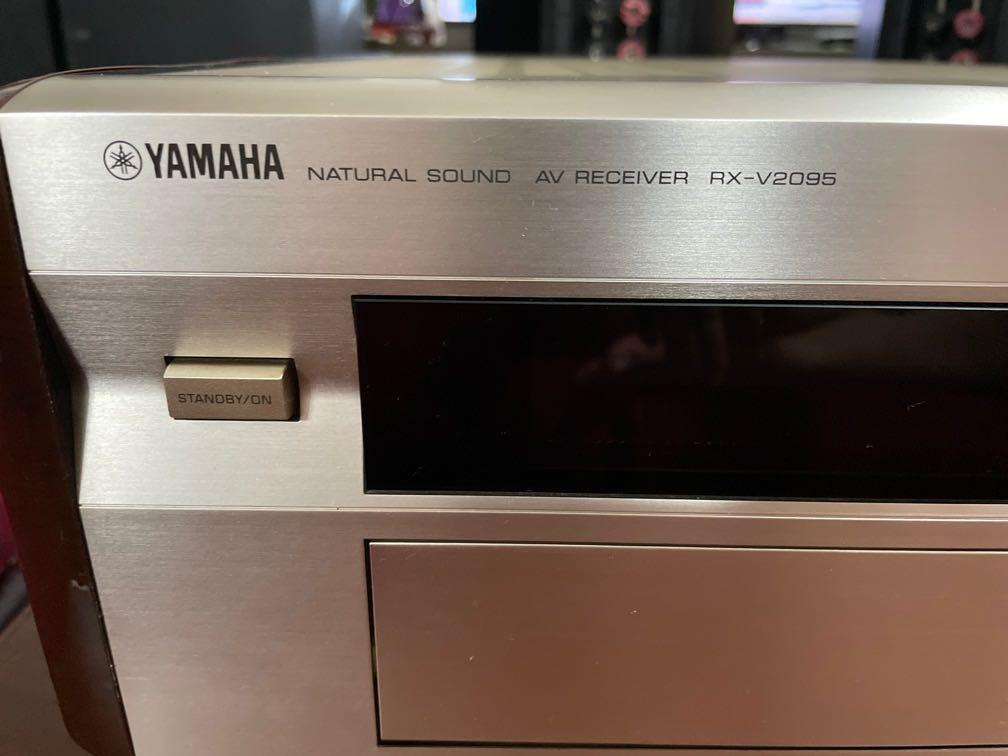 YAMAHA NATURAL SOUND AV RECEIVER RX-V2095
STANDBY/ON